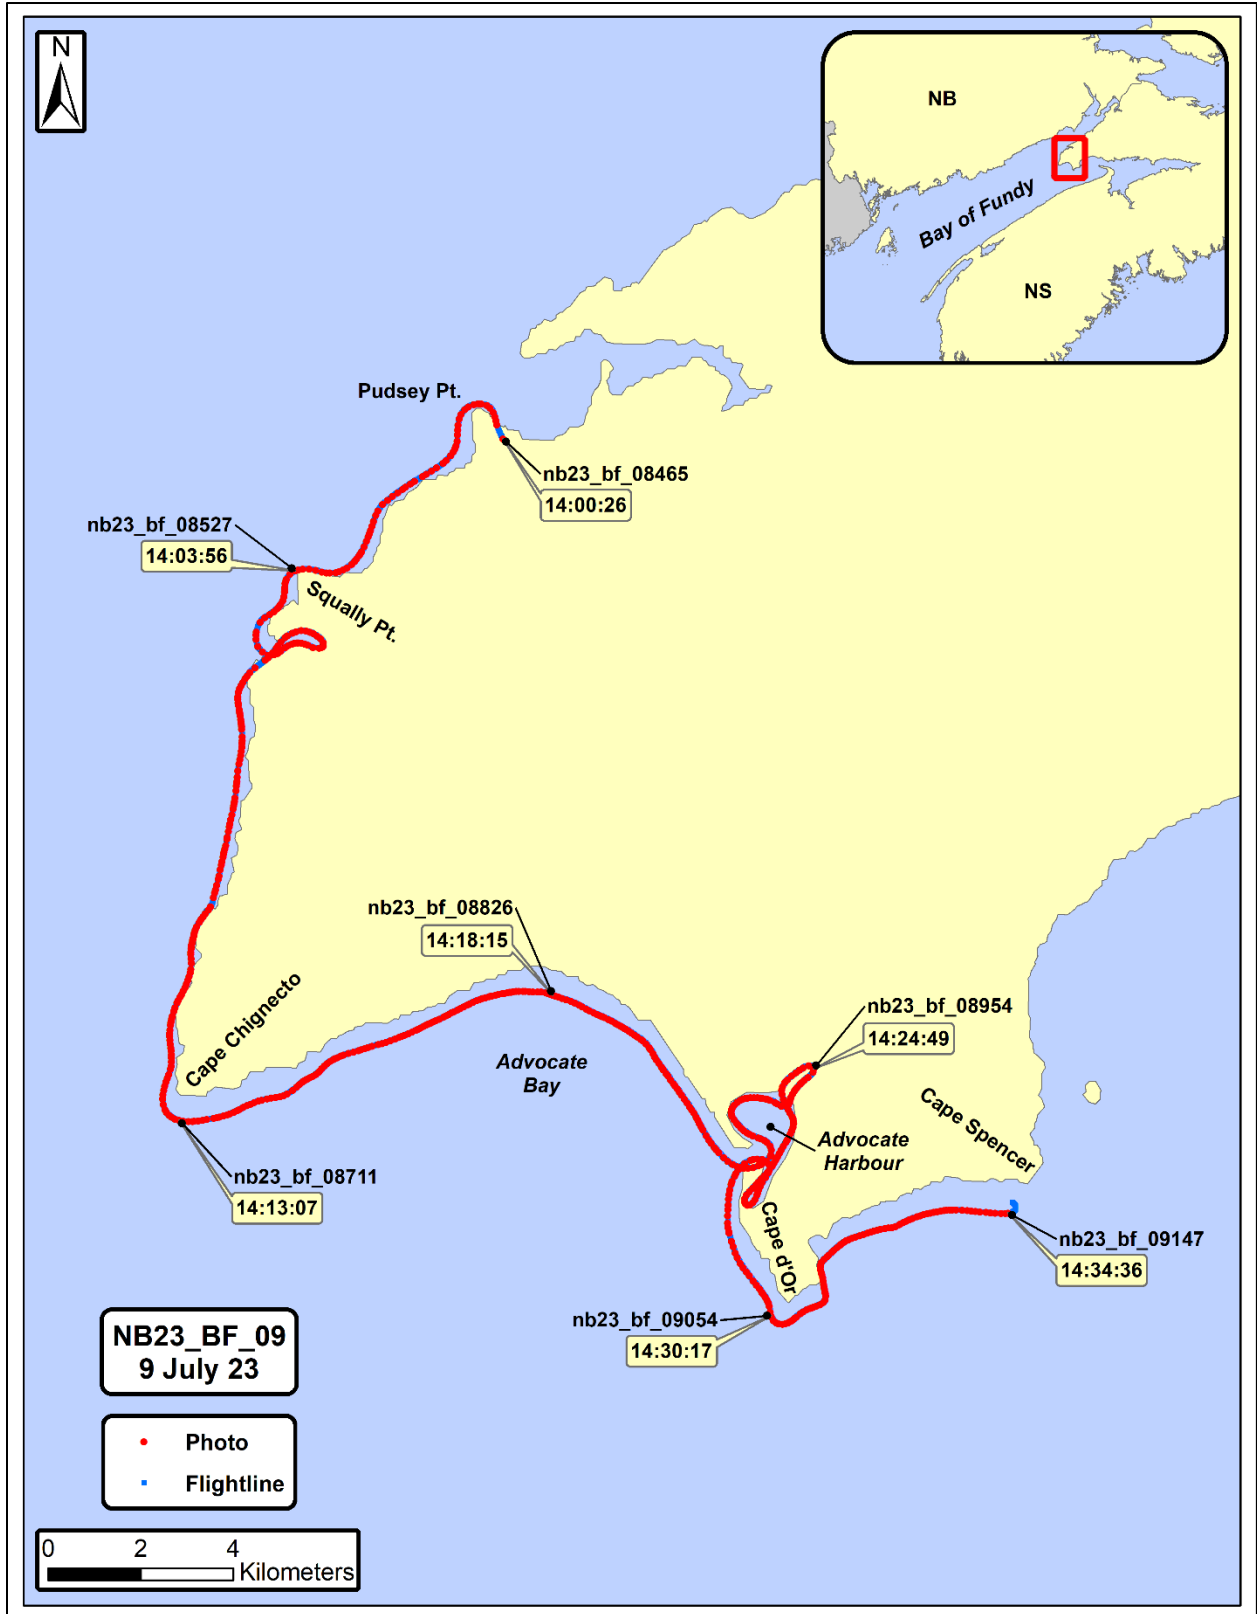 N
NB
Bay of Fundy
NS
Pudsey Pt.
nb23_bf_08465
14:00:26
nb23_bf_08527
14:03:56
Squally Pt.
nb23_bf_08826
14:18:15
Cape Chignecto
nb23_bf_08954
14:24:49
Advocate
Bay
Cape Spencer
Advocate
Harbour
nb23_bf_08711
14:13:07
Cape d'Or
nb23_bf_09147
14:34:36
nb23_bf_09054
14:30:17
NB23_BF_09
9 July 23
Photo
Flightline
0 2 4
Kilometers